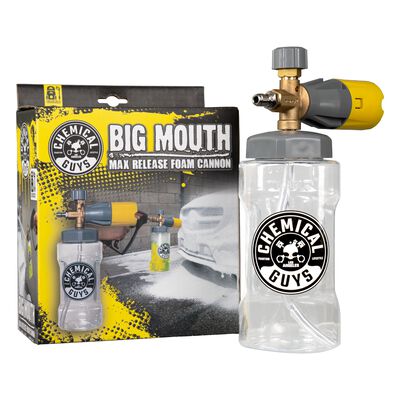 CHEMICAL
GUYS
BIG MOUTH
MAX RELEASE FOAM CANNON
CHEMICAL
GUYS
CHEMICAL
GUYS